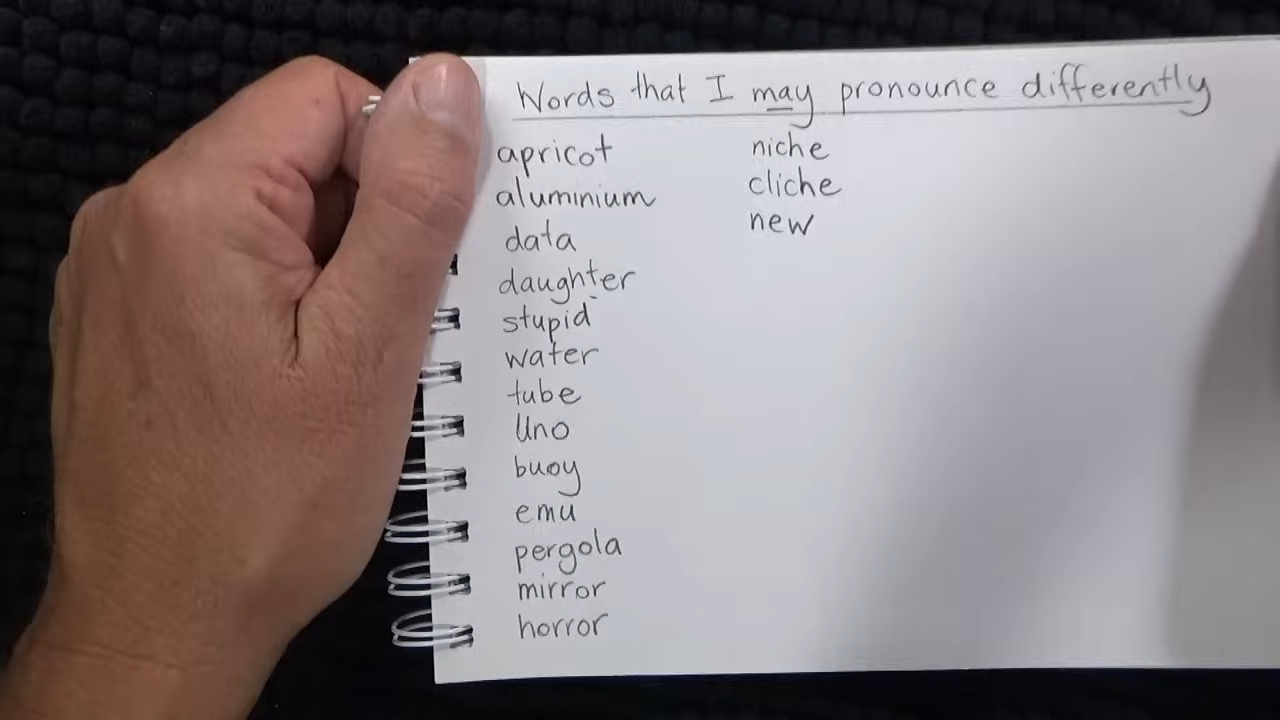 Words that I may pronounce differently
apricot
aluminium
data
daughter
stupid
water
tube
Uno
buoy
emu
pergola
mirror
horror
niche
cliche
new